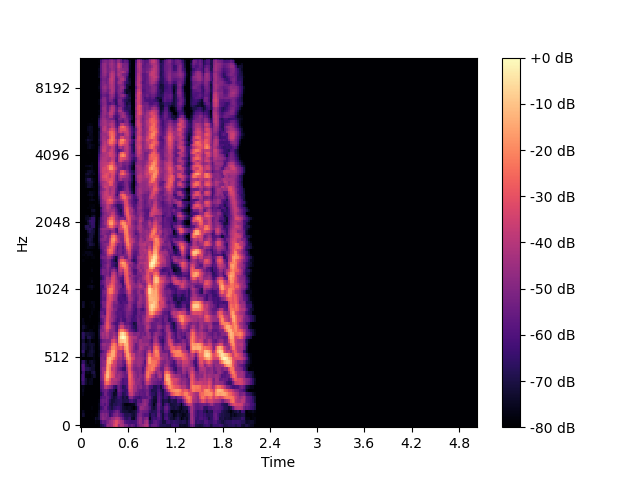 +0 dB
8192
-10 dB
4096
-20 dB
-30 dB
2048
Hz
-40 dB
1024
-50 dB
512
-60 dB
-70 dB
0
-80 dB
0 0.6 1.2 1.8 2.4 3 3.6 4.2 4.8
Time